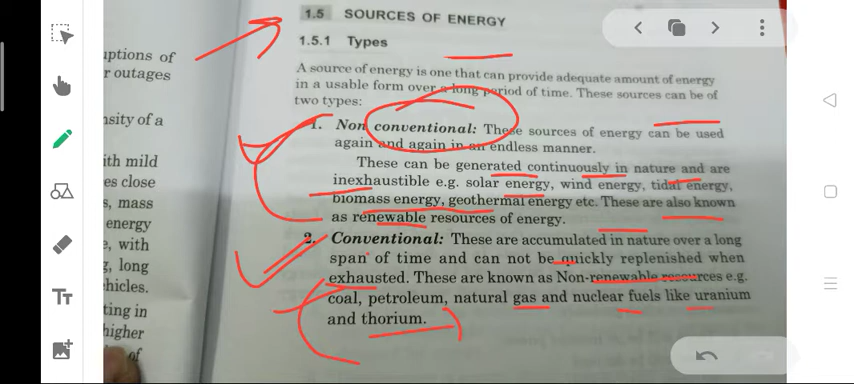 1.5 SOURCES OF ENERGY
1.5.1 Types
A source of energy is one that can provide adequate amount of energy
in a usable form over a long period of time. These sources can be of
two types:
1. Non conventional: These sources of energy can be used
again and again in an endless manner.
These can be generated continuously in nature and are
inexhaustible e.g. solar energy, wind energy, tidal energy,
biomass energy, geothermal energy etc. These are also known
as renewable resources of energy.
2. Conventional: These are accumulated in nature over a long
span of time and can not be quickly replenished when
exhausted. These are known as Non-renewable resources e.g.
coal, petroleum, natural gas and nuclear fuels like uranium
and thorium.
uptions of
r outages
nsity of a
ith mild
es close
s, mass
energy
, with
, long
hicles.
ting in
higher
of
Tт